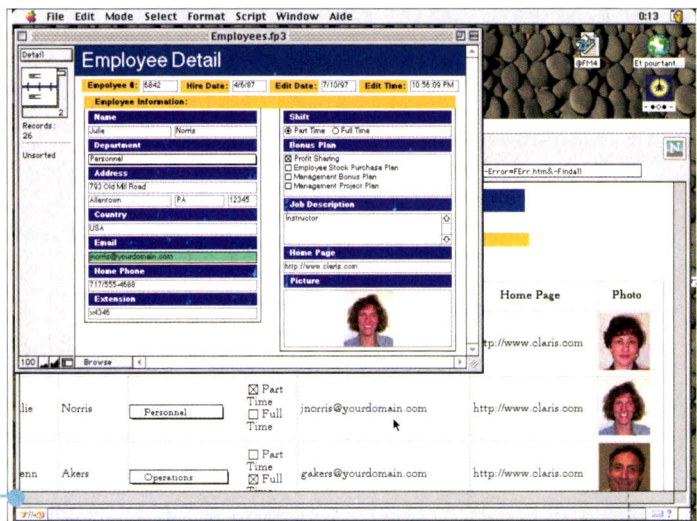 File Edit Mode Select Format Script Window Aide 0:13
Employees.fp3
Detail
Employee Detail
@FM4
Et pourtant...
Employee #: 6842 Hire Date: 4/6/87 Edit Date: 7/10/97 Edit Time: 10:56:09 PM
Employee Information:
2
Records:
26
Unsorted
Name
Julie Norris
Department
Personnel
Address
793 Old Mill Road
Allentown PA 12345
Country
USA
Email
jnorris@yourdomain.com
Home Phone
717/555-4688
Extension
x4346
Shift
Part Time Full Time
Bonus Plan
Profit Sharing
Employee Stock Purchase Plan
Management Bonus Plan
Management Project Plan
Job Description
Instructor
Home Page
http://www.claris.com
Picture
100 Browse
-Error=FErr.htm&-Findall
Home Page Photo
tp://www.claris.com
lie Norris Personnel Part Time Full Time jnorris@yourdomain.com http://www.claris.com
enn Akers Operations Part Time Full gakers@yourdomain.com http://www.claris.com